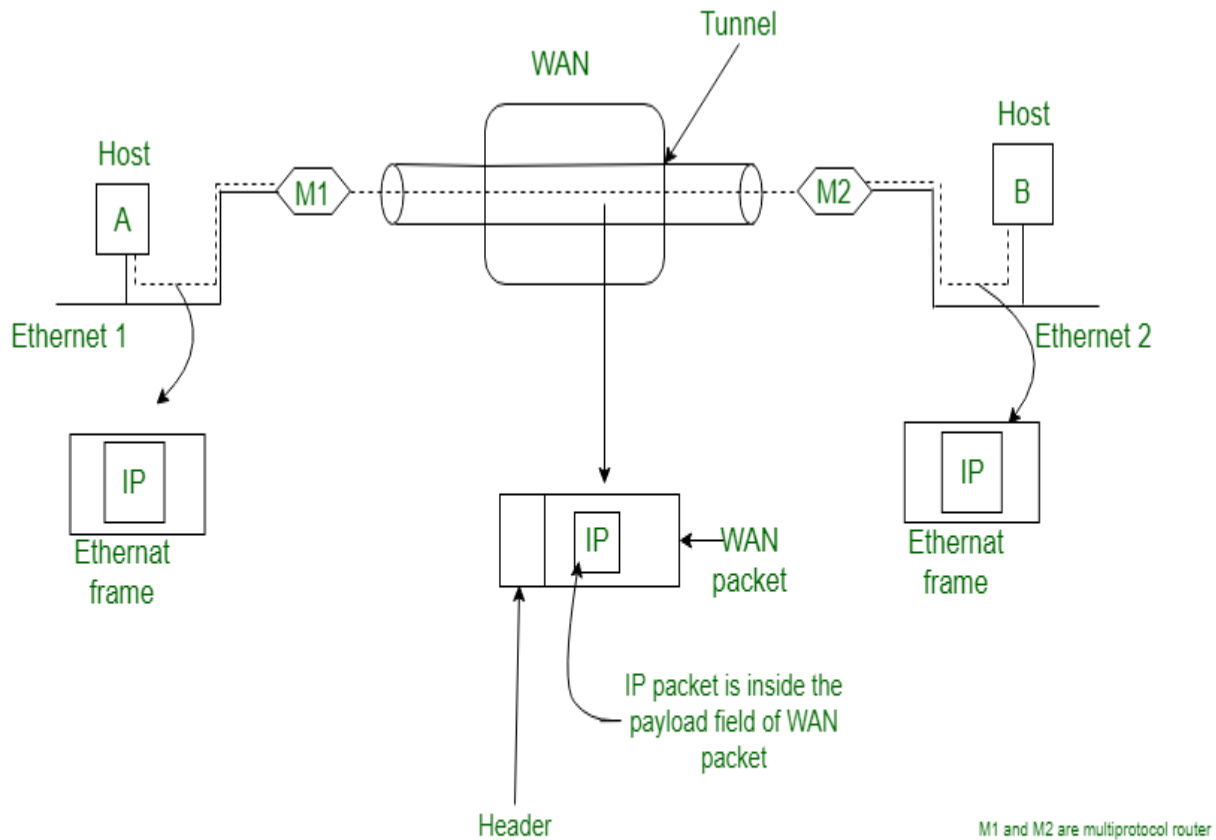 Tunnel
WAN
Host
Host
M1
M2
A
B
Ethernet 1
Ethernet 2
IP
IP
IP
Ethernat
frame
WAN
packet
Ethernat
frame
IP packet is inside the
payload field of WAN
packet
Header
M1 and M2 are multiprotocol router